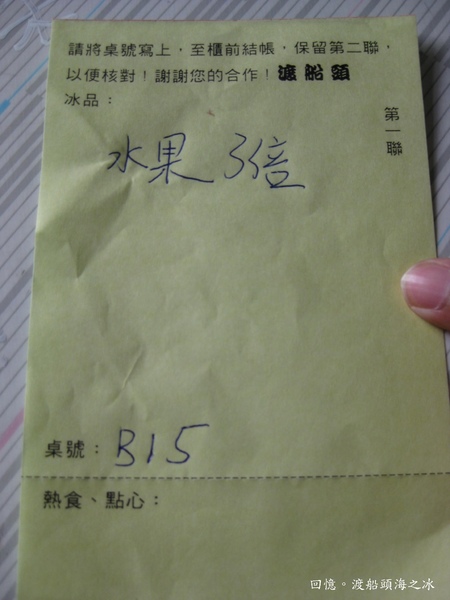 請將桌號寫上，至櫃前結帳，保留第二聯，
以便核對！謝謝您的合作！渡船頭
冰品：
第一聯
水果 3倍
桌號：B15
熱食、點心：
回憶。渡船頭海之冰